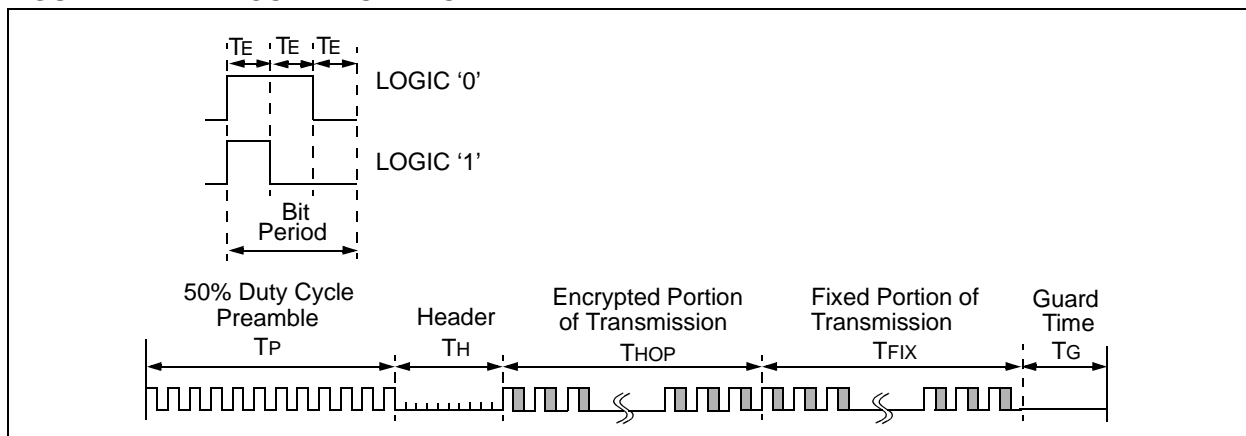 TE TE TE
LOGIC ‘0’
LOGIC ‘1’
Bit
Period
50% Duty Cycle
Preamble
TP
Header
TH
Encrypted Portion
of Transmission
THOP
Fixed Portion of
Transmission
TFIX
Guard
Time
TG